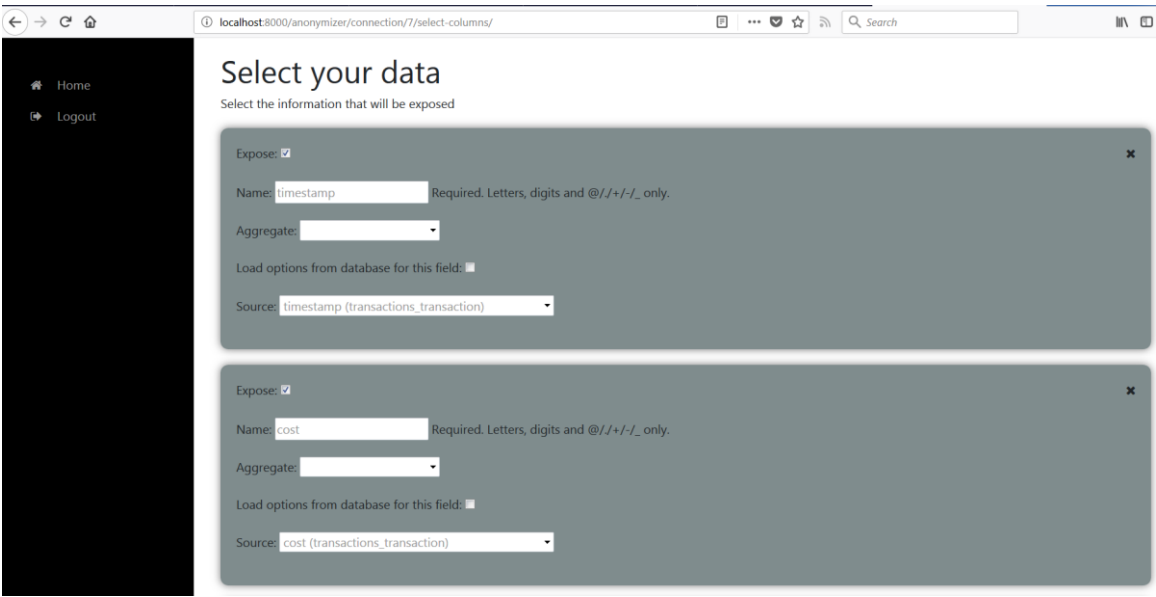 localhost:8000/anonymizer/connection/7/select-columns/
Search
Home
Logout
Select your data
Select the information that will be exposed
Expose:
Name: timestamp Required. Letters, digits and @/./+/-/_ only.
Aggregate:
Load options from database for this field:
Source: timestamp (transactions_transaction)
Expose:
Name: cost Required. Letters, digits and @/./+/-/_ only.
Aggregate:
Load options from database for this field:
Source: cost (transactions_transaction)